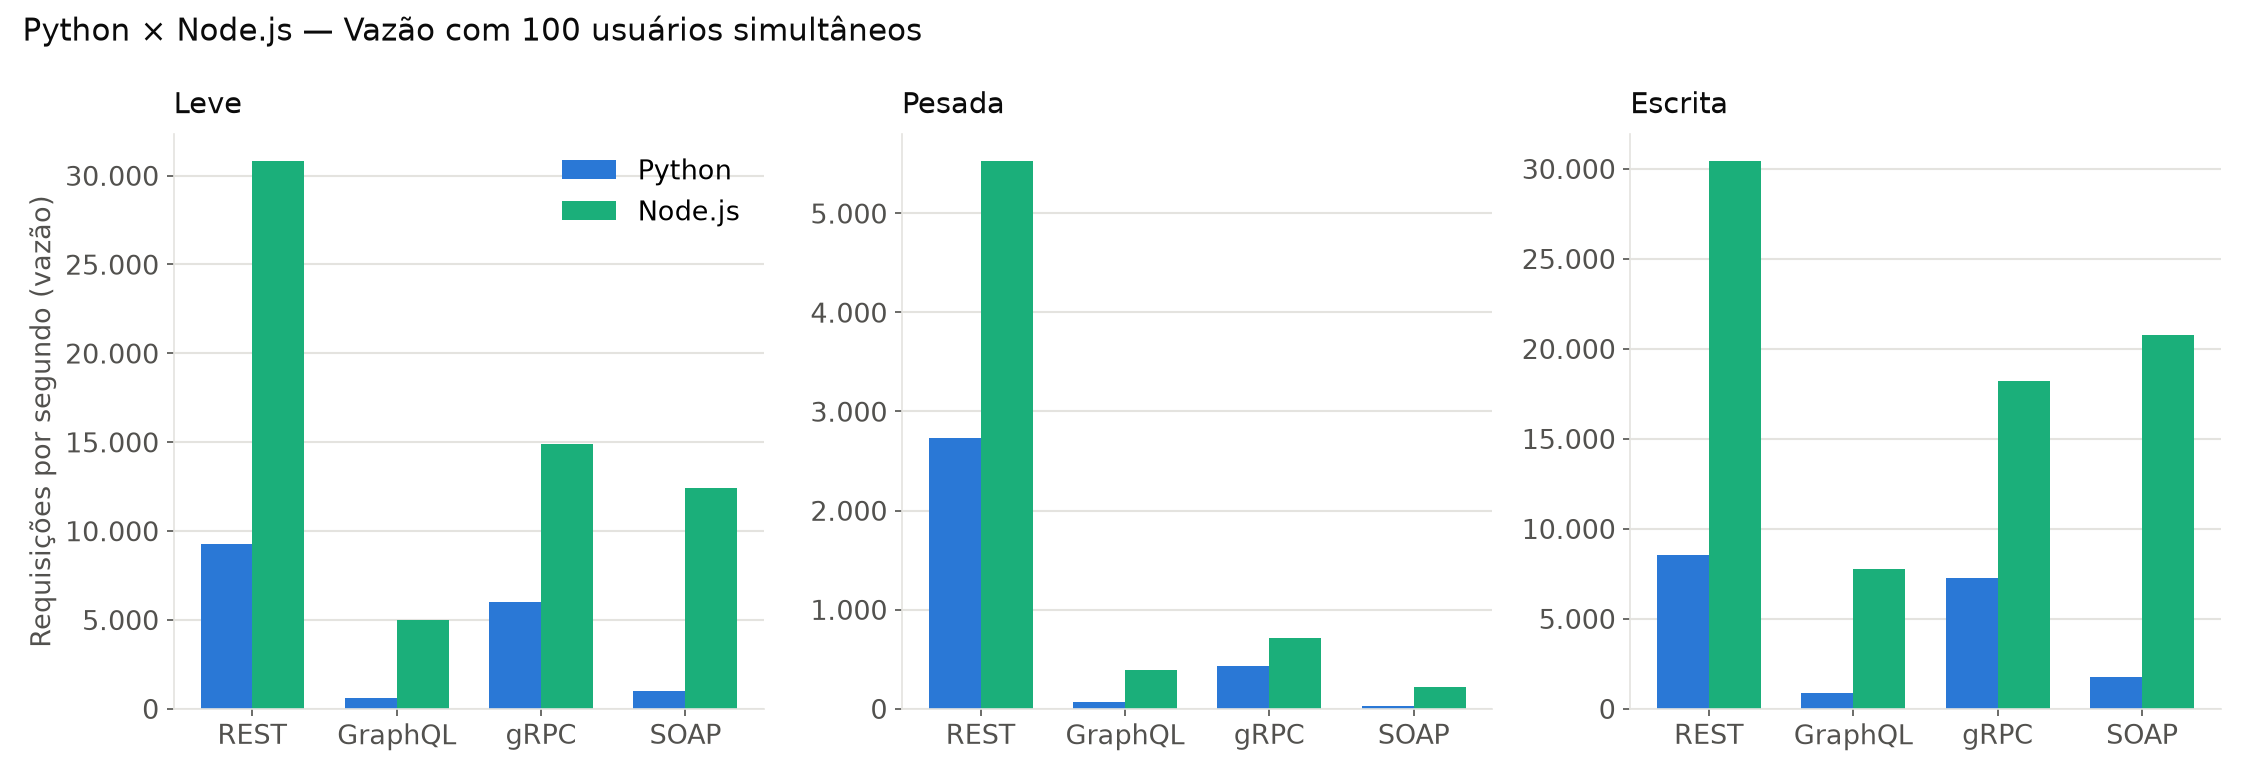 Python × Node.js — Vazão com 100 usuários simultâneos
Leve
Requisições por segundo (vazão)
30.000
25.000
20.000
15.000
10.000
5.000
0
Python
Node.js
REST GraphQL gRPC SOAP
Pesada
5.000
4.000
3.000
2.000
1.000
0
REST GraphQL gRPC SOAP
Escrita
30.000
25.000
20.000
15.000
10.000
5.000
0
REST GraphQL gRPC SOAP